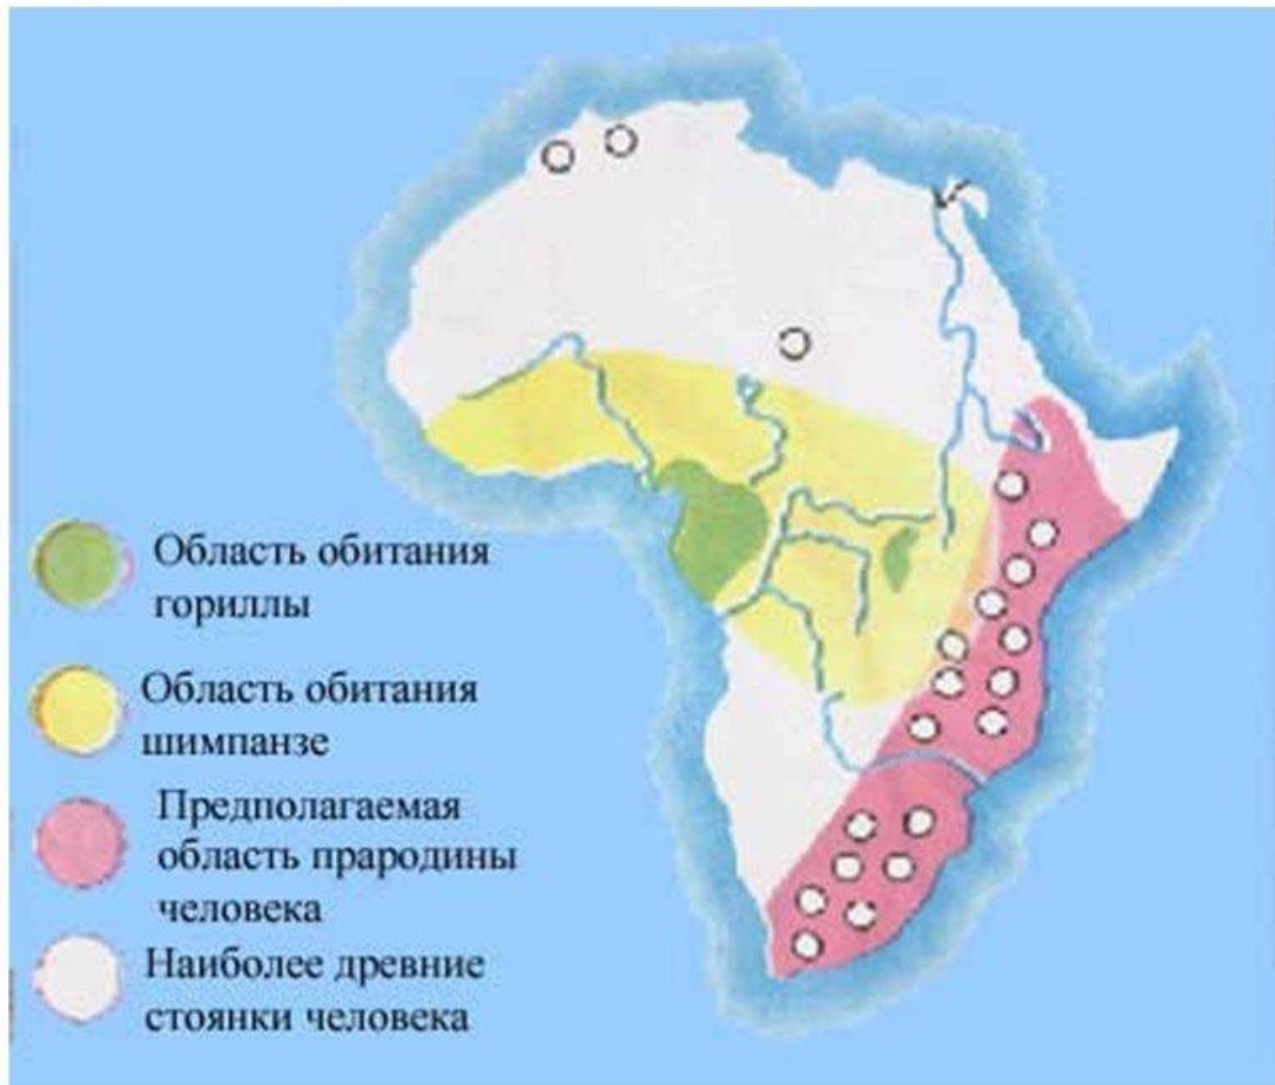 Область обитания
гориллы
Область обитания
шимпанзе
Предполагаемая
область прародины
человека
Наиболее древние
стоянки человека